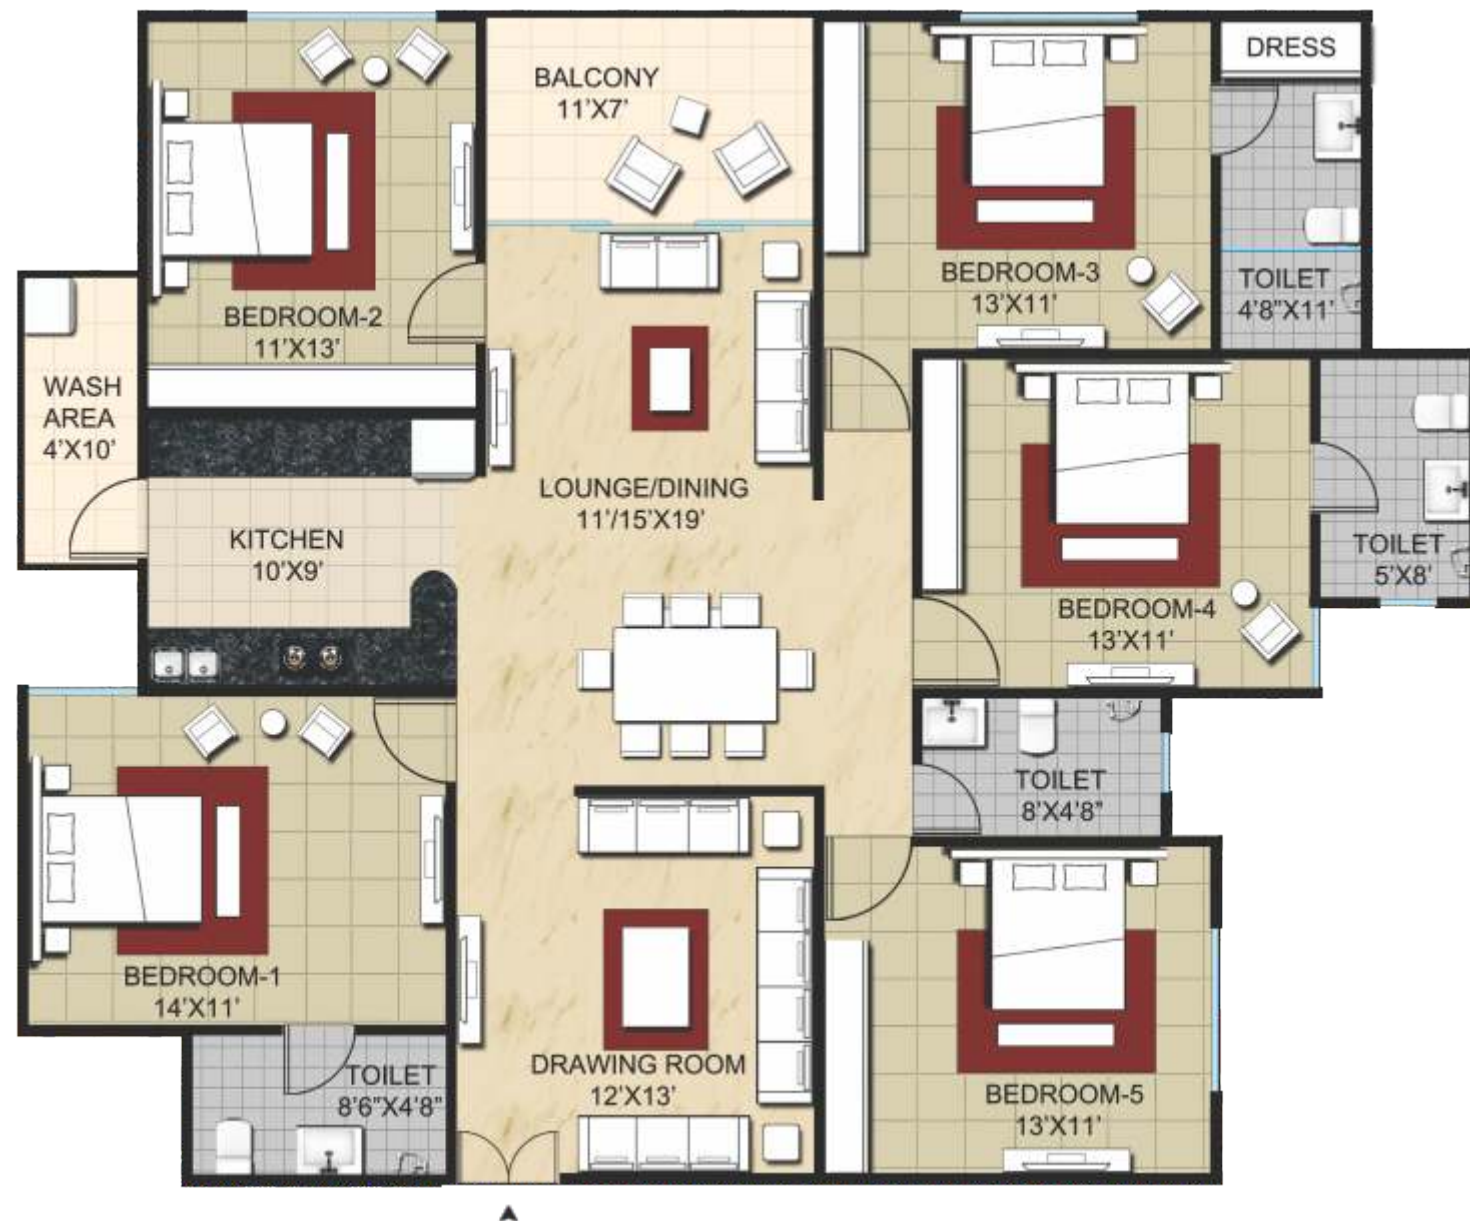 BALCONY
11'X7'
DRESS
BEDROOM-2
11'X13'
BEDROOM-3
13'X11'
TOILET
4'8"X11'
WASH
AREA
4'X10'
LOUNGE/DINING
11'/15'X19'
KITCHEN
10'X9'
TOILET
5'X8'
BEDROOM-4
13'X11'
TOILET
8'X4'8"
BEDROOM-1
14'X11'
DRAWING ROOM
12'X13'
TOILET
8'6"X4'8"
BEDROOM-5
13'X11'